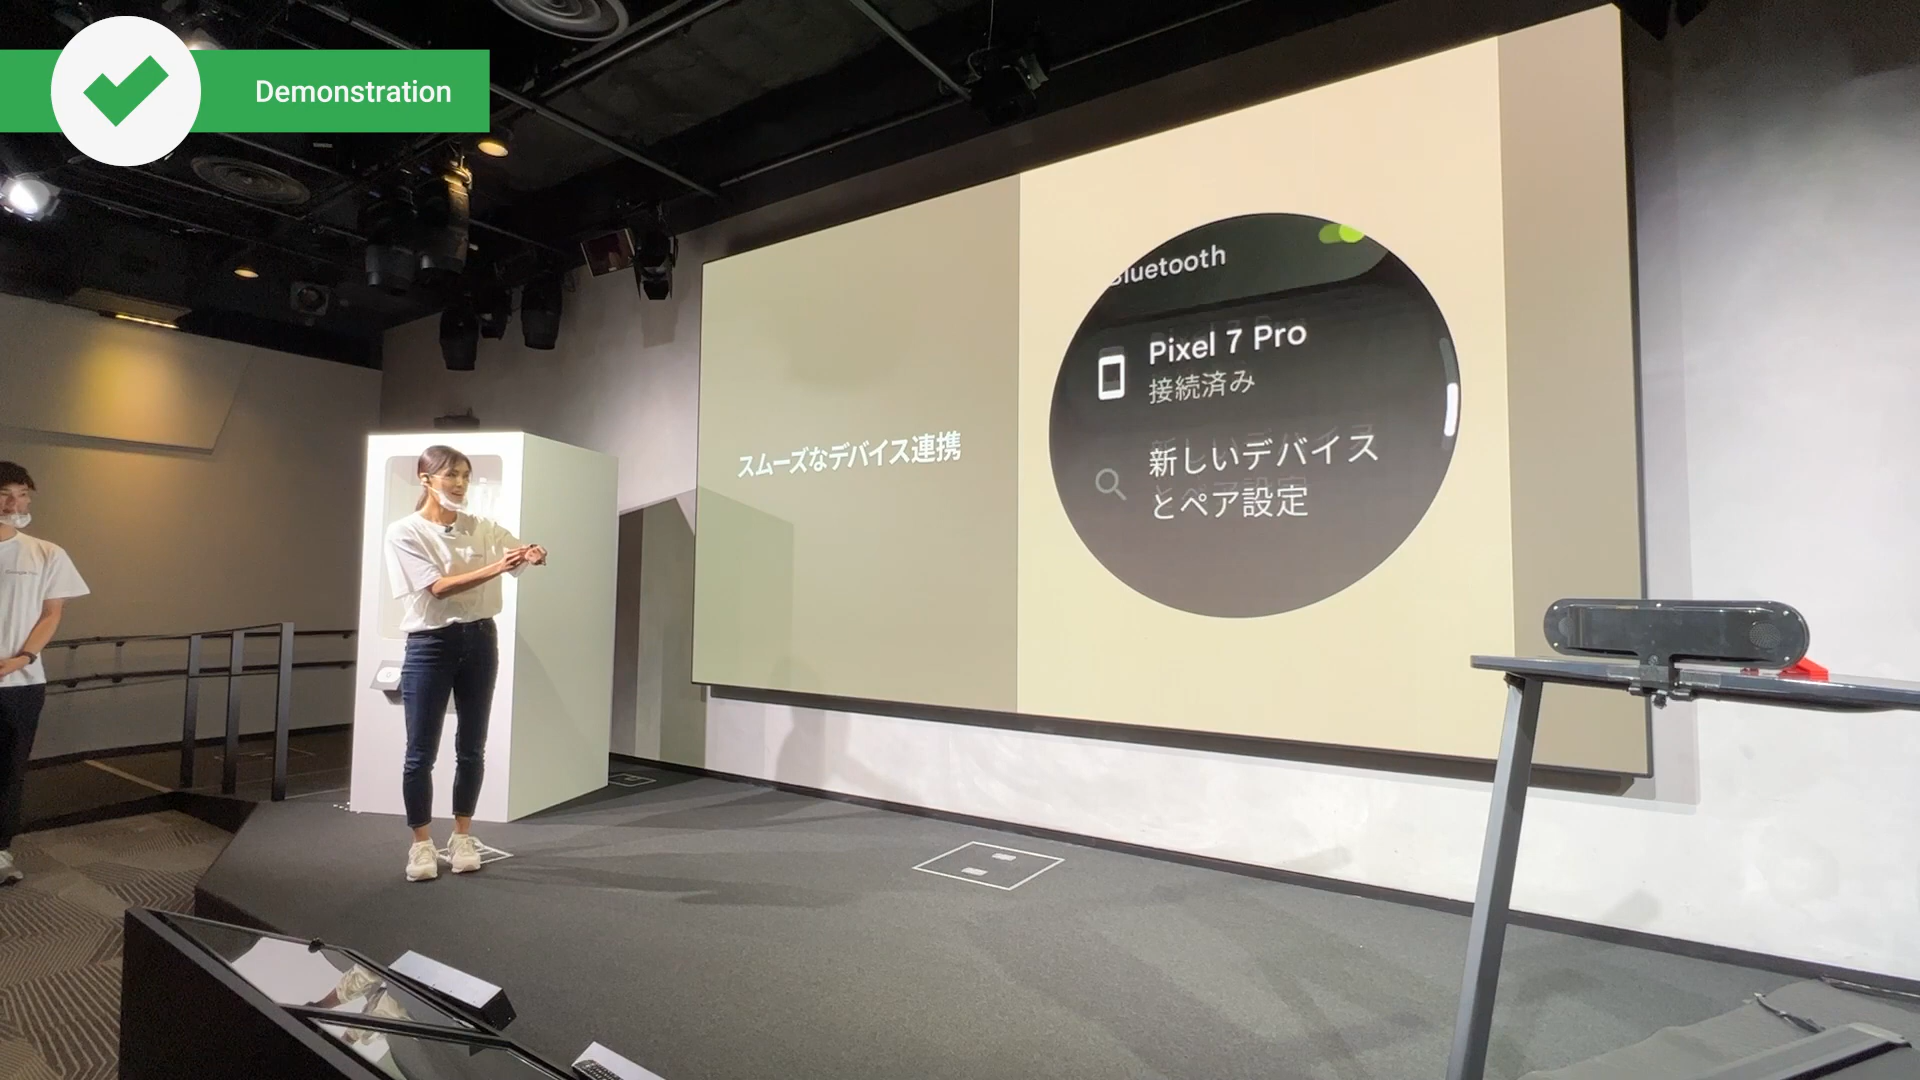 Demonstration
スムーズなデバイス連携
Bluetooth
Pixel 7 Pro
接続済み
新しいデバイス
とペア設定